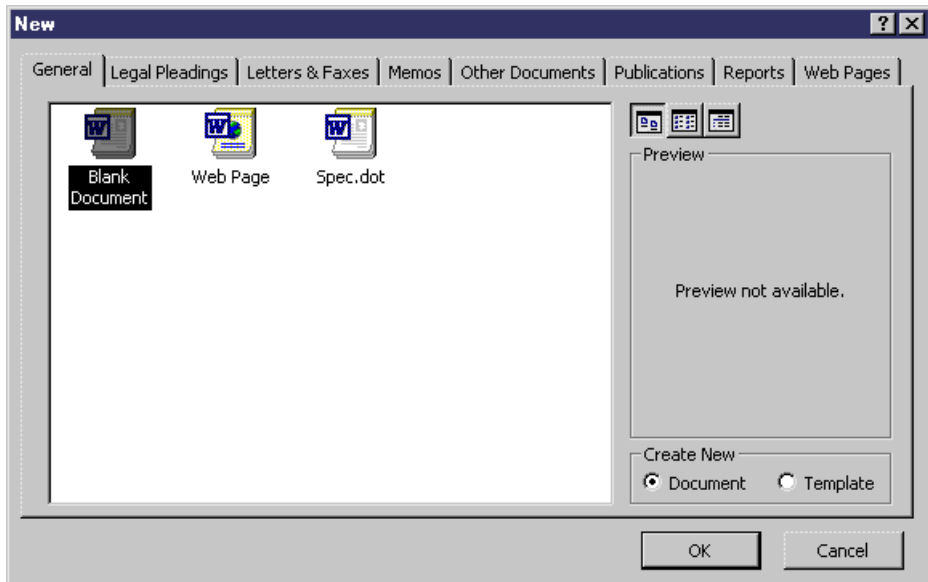 New
General Legal Pleadings Letters & Faxes Memos Other Documents Publications Reports Web Pages
Blank Document
Web Page
Spec.dot
Preview
Preview not available.
Create New
Document Template
OK Cancel